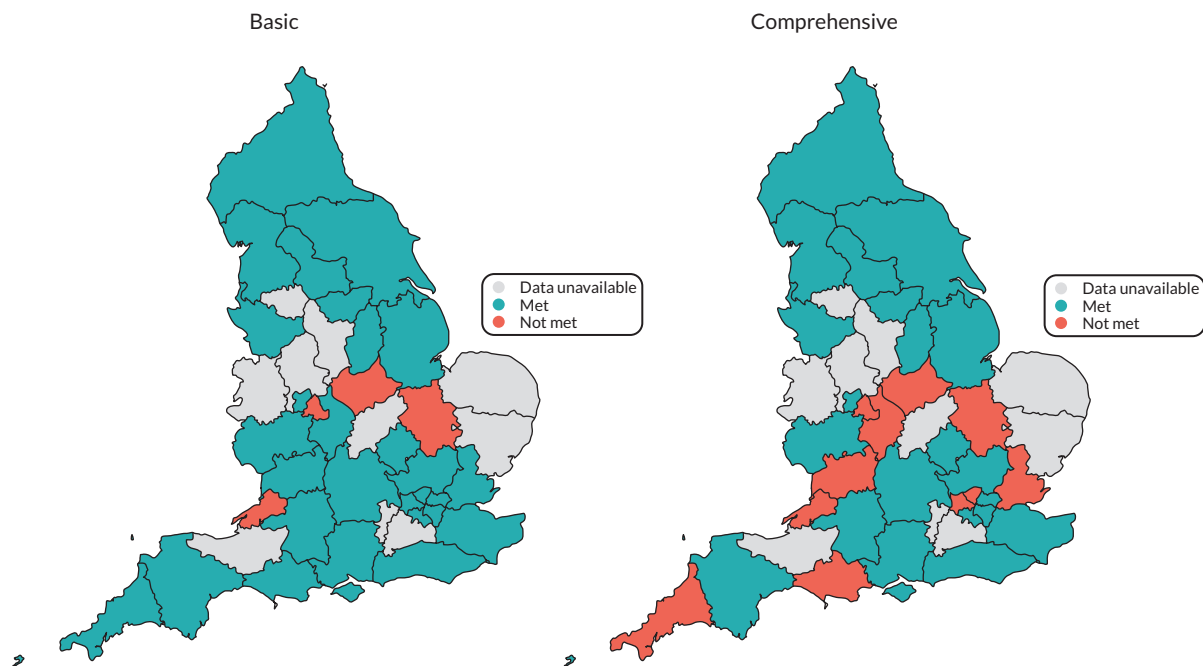 Basic
Comprehensive
Data unavailable
Met
Not met
Data unavailable
Met
Not met